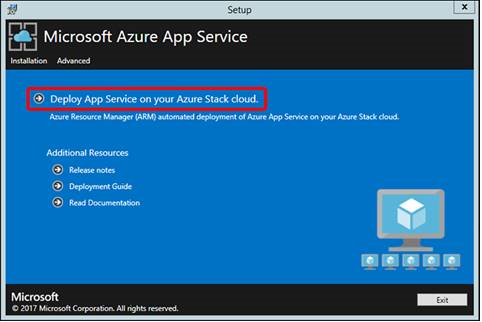 Setup
x
Microsoft Azure App Service
Installation Advanced
Deploy App Service on your Azure Stack cloud.
Azure Resource Manager (ARM) automated deployment of Azure App Service on your Azure Stack cloud.
Additional Resources
Release notes
Deployment Guide
Read Documentation
Microsoft
© 2017 Microsoft Corporation. All rights reserved.
Exit